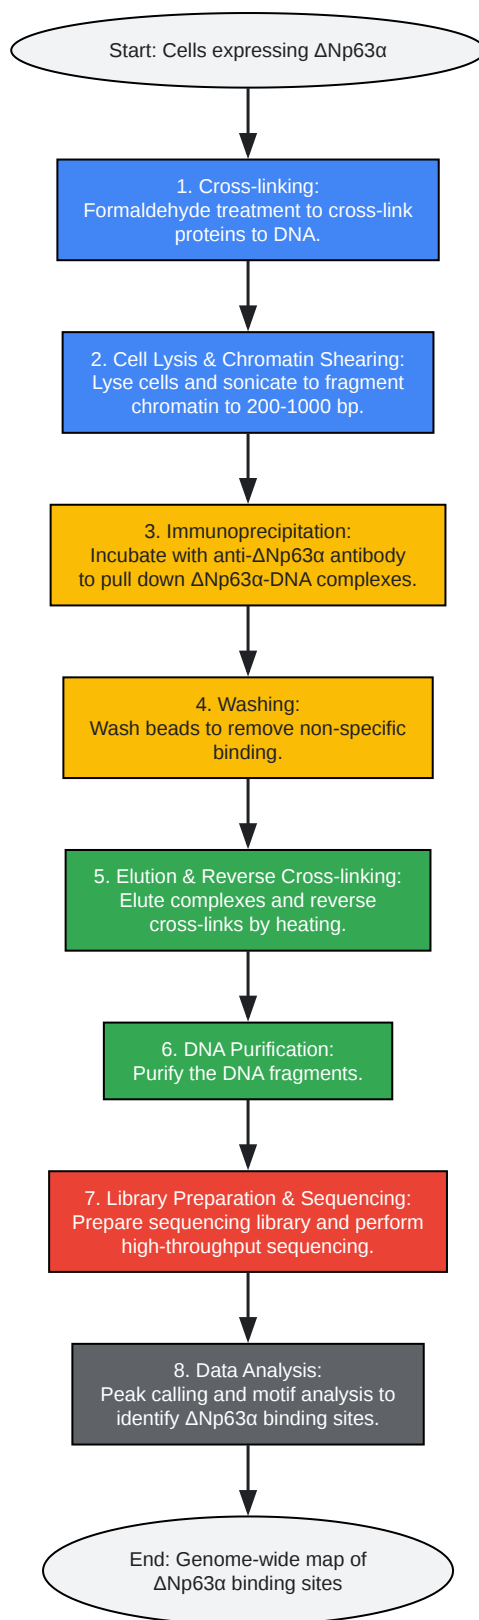 Start: Cells expressing ΔNp63α
1. Cross-linking:
Formaldehyde treatment to cross-link
proteins to DNA.
2. Cell Lysis & Chromatin Shearing:
Lyse cells and sonicate to fragment
chromatin to 200-1000 bp.
3. Immunoprecipitation:
Incubate with anti-ΔNp63α antibody
to pull down ΔNp63α-DNA complexes.
4. Washing:
Wash beads to remove non-specific
binding.
5. Elution & Reverse Cross-linking:
Elute complexes and reverse
cross-links by heating.
6. DNA Purification:
Purify the DNA fragments.
7. Library Preparation & Sequencing:
Prepare sequencing library and perform
high-throughput sequencing.
8. Data Analysis:
Peak calling and motif analysis to
identify ΔNp63α binding sites.
End: Genome-wide map of
ΔNp63α binding sites